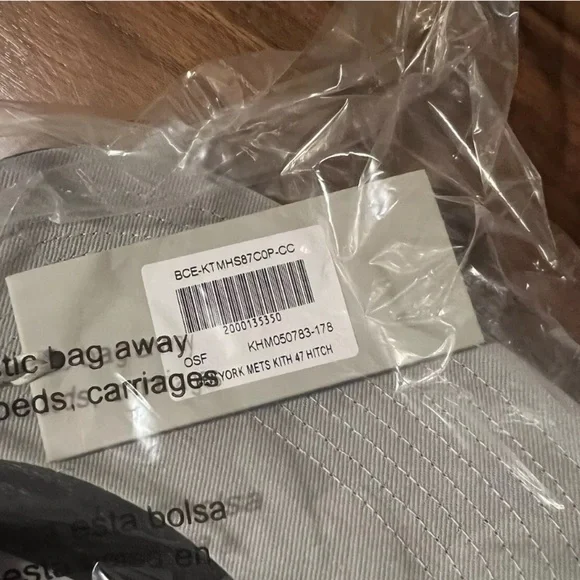 BCE-KTMHS87C0P-CC
2000135350
OSF KHM050783-178
YORK METS KITH 47 HITCH
tic bag away
beds, carriages
esta bolsa
en